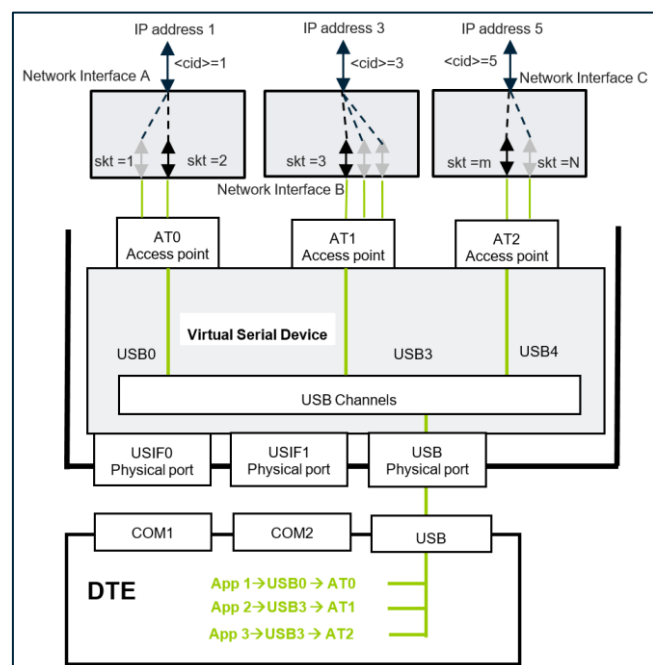 IP address 1
IP address 3
IP address 5
<cid>=1
<cid>=3
<cid>=5
Network Interface A
Network Interface C
skt =1
skt =2
skt =3
skt =m
skt =N
Network Interface B
AT0
Access point
AT1
Access point
AT2
Access point
Virtual Serial Device
USB0
USB3
USB4
USB Channels
USIF0
Physical port
USIF1
Physical port
USB
Physical port
COM1
COM2
USB
DTE
App 1→USB0 → AT0
App 2→USB3 → AT1
App 3→USB3 → AT2